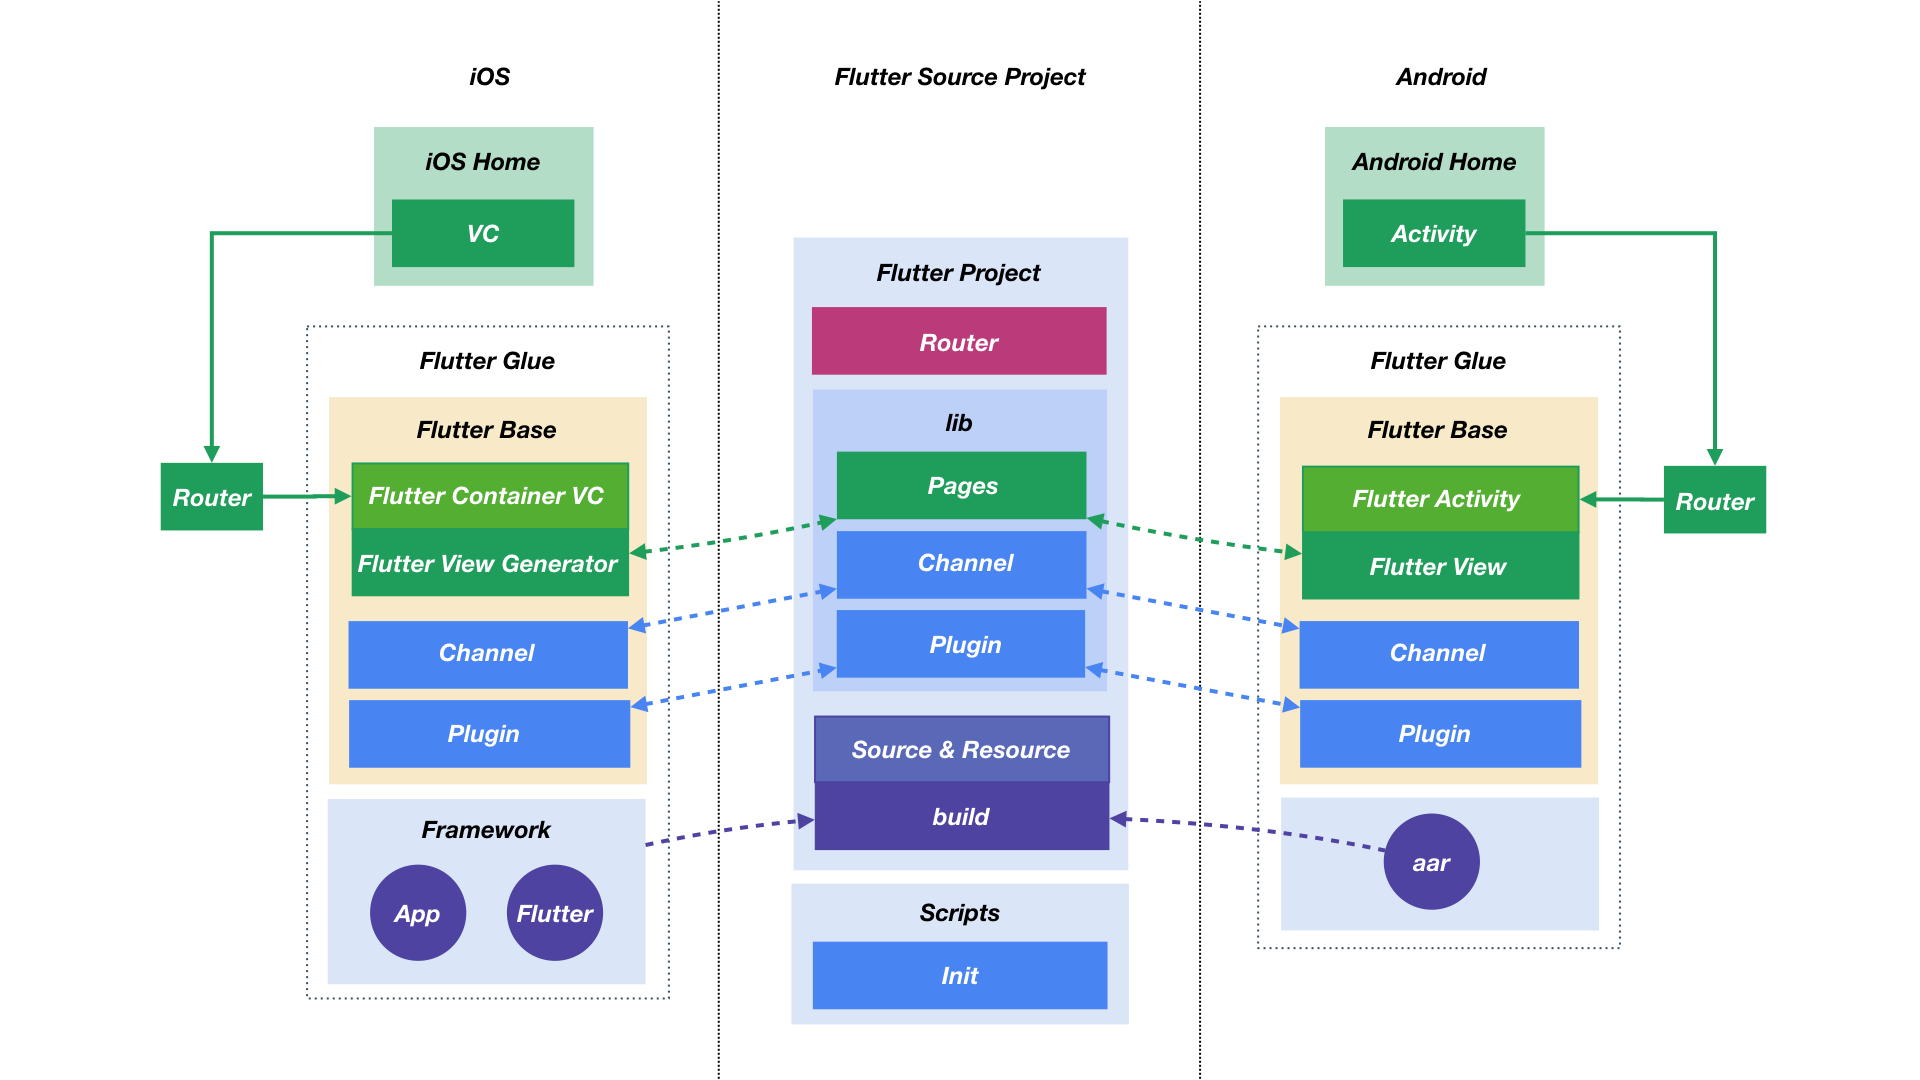 iOS
Flutter Source Project
Android
iOS Home
VC
Android Home
Activity
Flutter Glue
Flutter Base
Router
Flutter Container VC
Flutter View Generator
Channel
Plugin
Framework
App
Flutter
Flutter Project
Router
lib
Pages
Channel
Plugin
Source & Resource
build
Scripts
Init
Flutter Glue
Flutter Base
Flutter Activity
Router
Flutter View
Channel
Plugin
aar